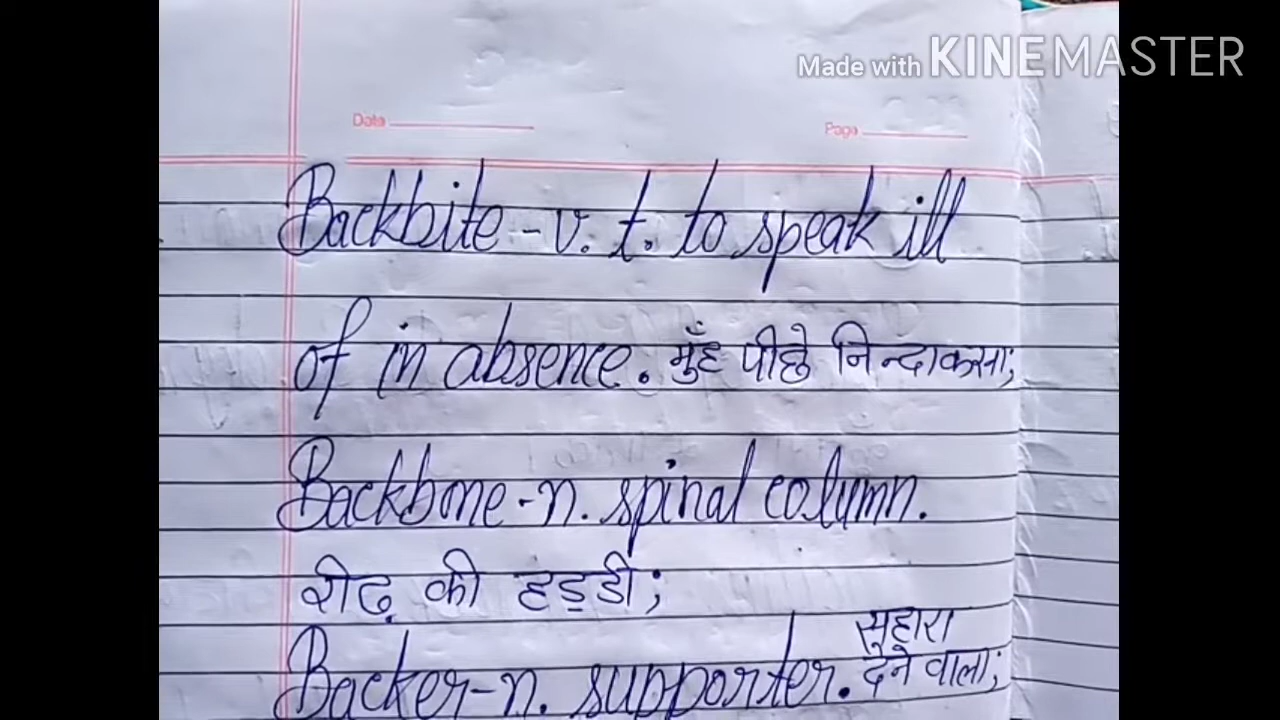 Made with KINEMASTER
Date
Page
Backbite - v. t. to speak ill
of in absence. मुँह पीछे निन्दा करना;
Backbone - n. spinal column.
रीढ़ की हड्डी;
Backer - n. supporter. सहारा
देने वाला;